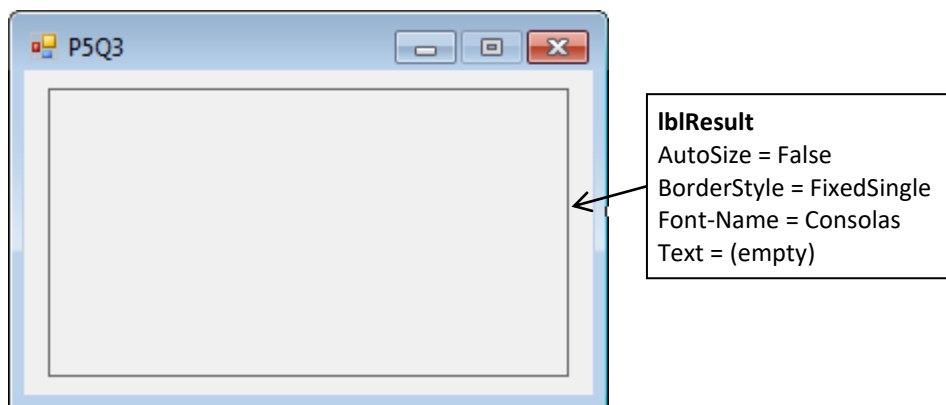 P5Q3
lblResult
AutoSize = False
BorderStyle = FixedSingle
Font-Name = Consolas
Text = (empty)